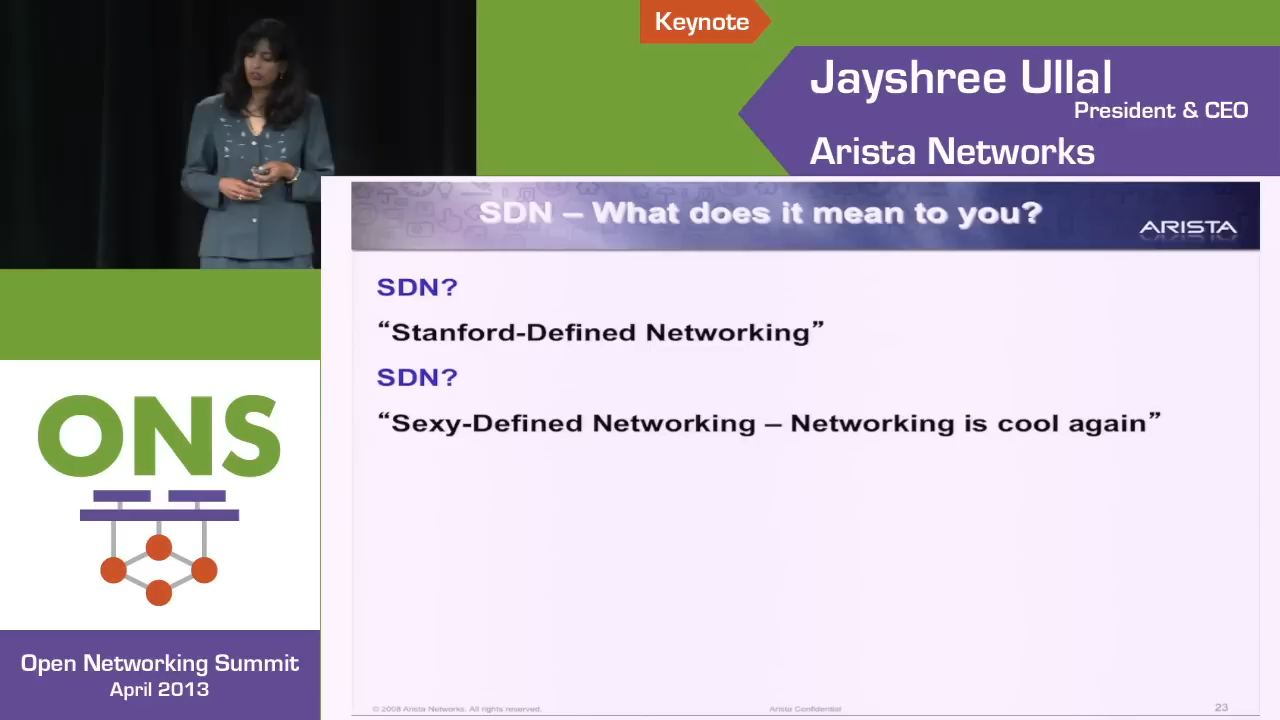 Keynote
Jayshree Ullal
President & CEO
Arista Networks
SDN – What does it mean to you?
ARISTA
SDN?
“Stanford-Defined Networking”
SDN?
“Sexy-Defined Networking – Networking is cool again”
ONS
Open Networking Summit
April 2013
© 2008 Arista Networks. All rights reserved.
Arista Confidential
23